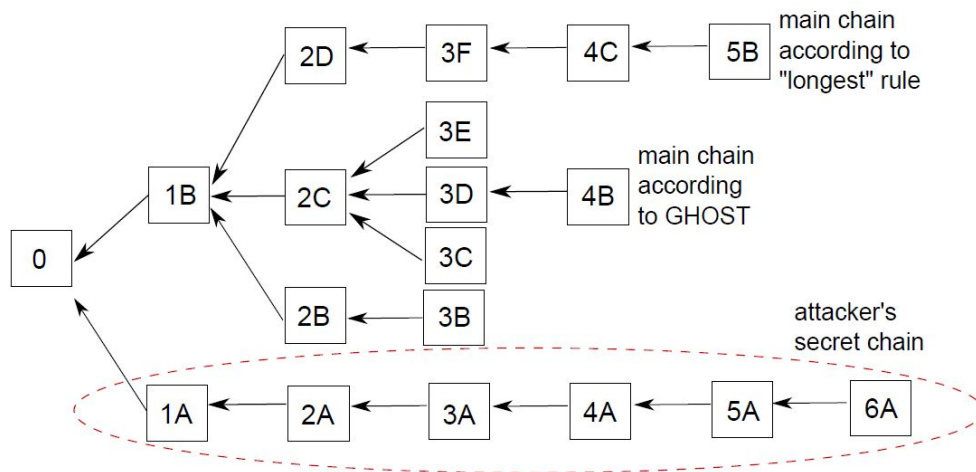 2D
3F
4C
5B
main chain
according to
"longest" rule
3E
1B
2C
3D
4B
main chain
according
to GHOST
0
3C
2B
3B
attacker's
secret chain
1A
2A
3A
4A
5A
6A